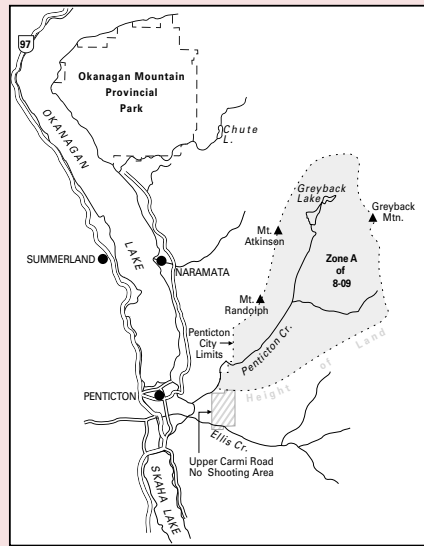 97
Okanagan Mountain
Provincial
Park
OKANAGAN
LAKE
Chute
L.
Greyback
Lake
Greyback
Mtn.
Mt.
Atkinson
SUMMERLAND
NARAMATA
Zone A
of
8-09
Mt.
Randolph
Penticton
City
Limits
Penticton Cr.
Height of Land
PENTICTON
Ellis Cr.
Upper Carmi Road
No Shooting Area
SKAHA LAKE